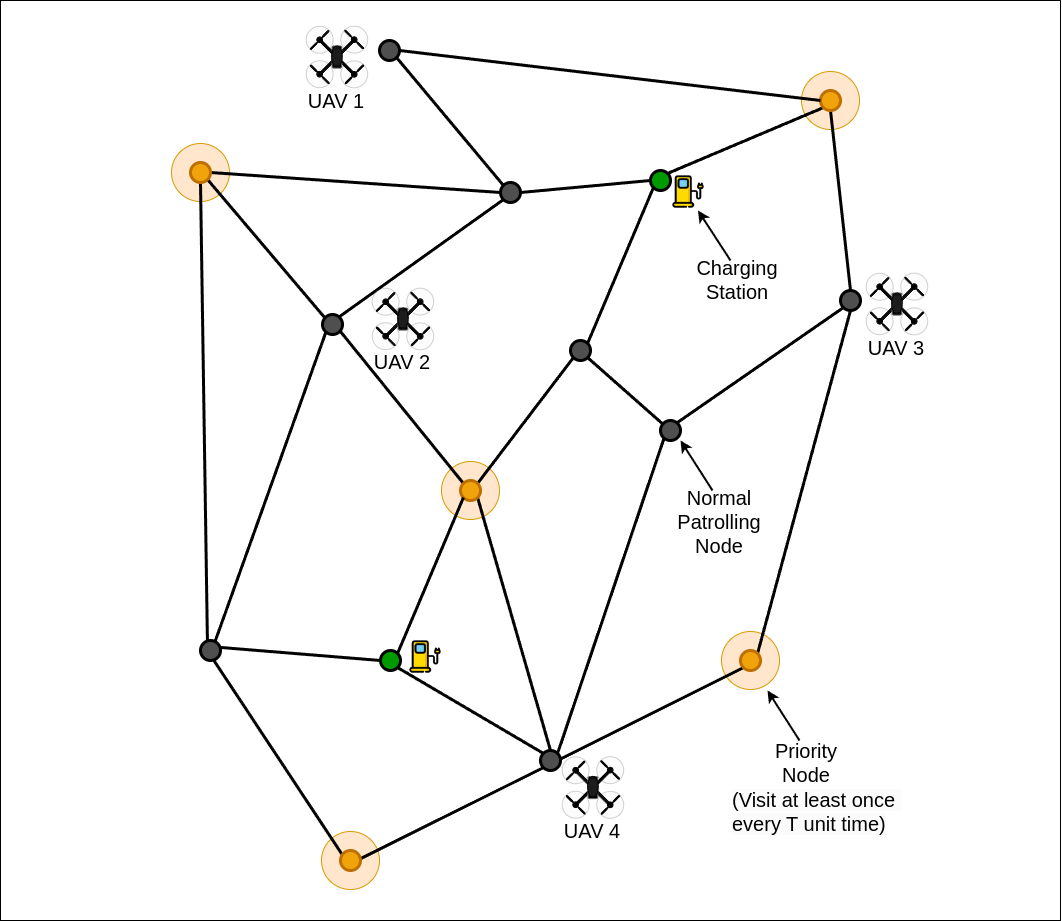 UAV 1
Charging
Station
UAV 2
UAV 3
Normal
Patrolling
Node
Priority
Node
(Visit at least once
every T unit time)
UAV 4